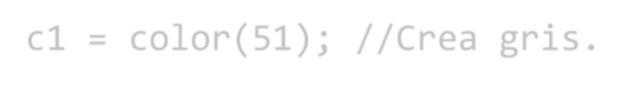 c1 = color(51); //Crea gris.